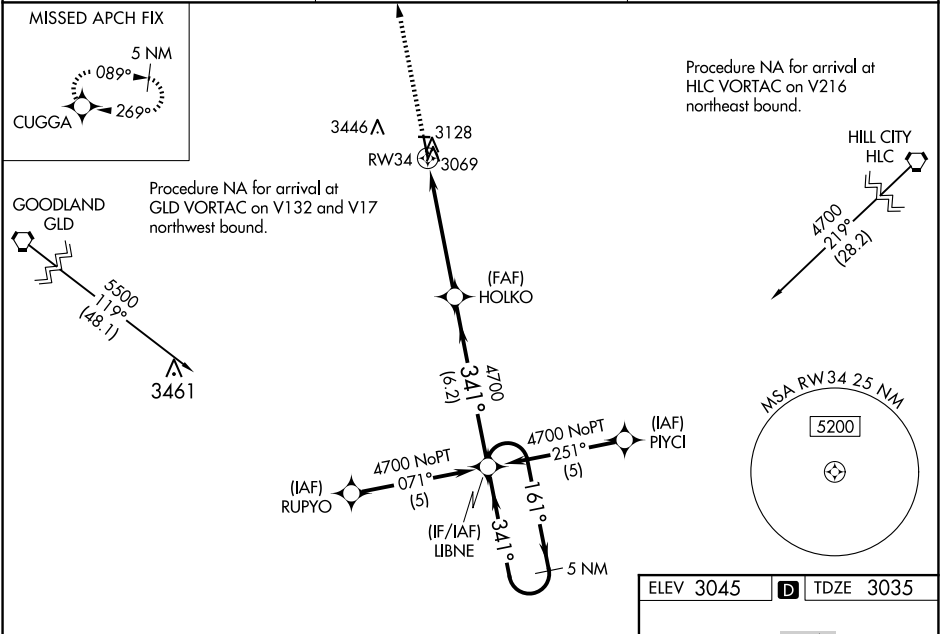 MISSED APCH FIX
5 NM
089°
269°
CUGGA
Procedure NA for arrival at
HLC VORTAC on V216
northeast bound.
3446
3128
RW34
3069
HILL CITY
HLC
4700
219°
(28.2)
Procedure NA for arrival at
GLD VORTAC on V132 and V17
northwest bound.
GOODLAND
GLD
5500
119°
(48.1)
3461
(FAF)
HOLKO
4700
341°
(6.2)
MSA RW34 25 NM
5200
(IAF)
PIYCI
4700 NoPT
251°
(5)
4700 NoPT
071°
(5)
(IAF)
RUPYO
(IF/IAF)
LIBNE
341°
161°
5 NM
ELEV 3045 D TDZE 3035